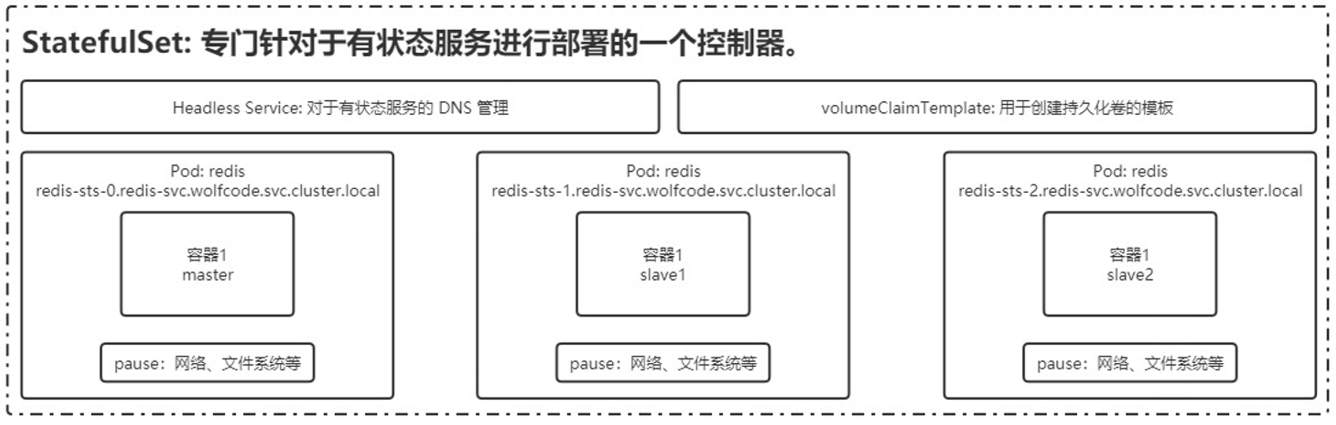 StatefulSet: 专门针对于有状态服务进行部署的一个控制器。
Headless Service: 对于有状态服务的 DNS 管理
volumeClaimTemplate: 用于创建持久化卷的模板
Pod: redis
redis-sts-0.redis-svc.wolfcode.svc.cluster.local
容器1
master
pause：网络、文件系统等
Pod: redis
redis-sts-1.redis-svc.wolfcode.svc.cluster.local
容器1
slave1
pause：网络、文件系统等
Pod: redis
redis-sts-2.redis-svc.wolfcode.svc.cluster.local
容器1
slave2
pause：网络、文件系统等